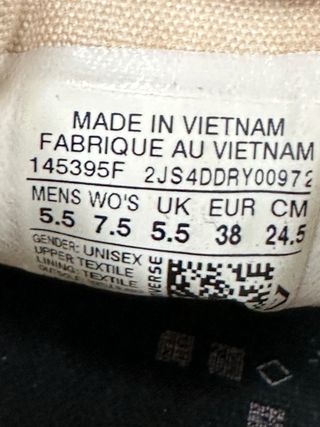 MADE IN VIETNAM
FABRIQUE AU VIETNAM
145395F 2JS4DDRY00972
MENS WO'S UK EUR CM
5.5 7.5 5.5 38 24.5
GENDER: UNISEX
UPPER TEXTILE
LINING: TEXTILE